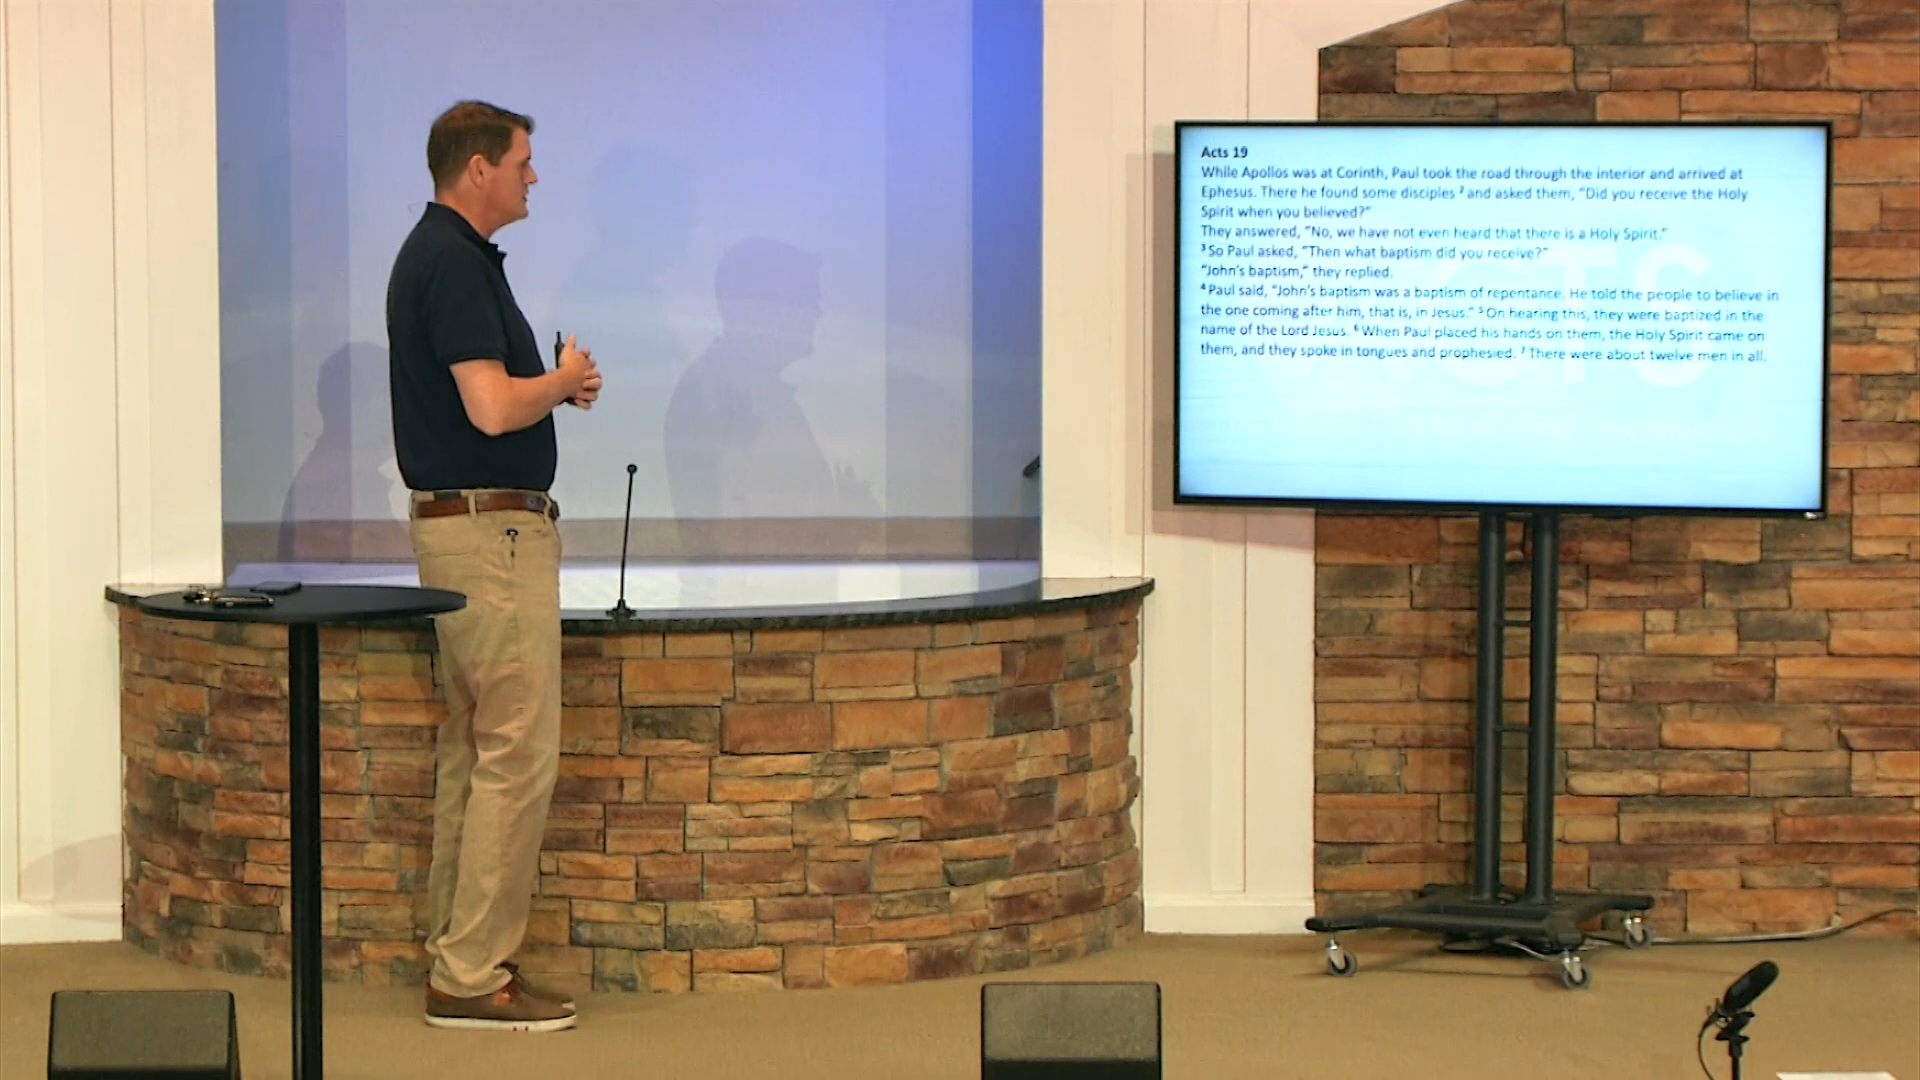 Acts 19
While Apollos was at Corinth, Paul took the road through the interior and arrived at
Ephesus. There he found some disciples ² and asked them, “Did you receive the Holy
Spirit when you believed?”
They answered, “No, we have not even heard that there is a Holy Spirit.”
³ So Paul asked, “Then what baptism did you receive?”
“John’s baptism,” they replied.
⁴ Paul said, “John’s baptism was a baptism of repentance. He told the people to believe in
the one coming after him, that is, in Jesus.” ⁵ On hearing this, they were baptized in the
name of the Lord Jesus. ⁶ When Paul placed his hands on them, the Holy Spirit came on
them, and they spoke in tongues and prophesied. ⁷ There were about twelve men in all.
ACTS